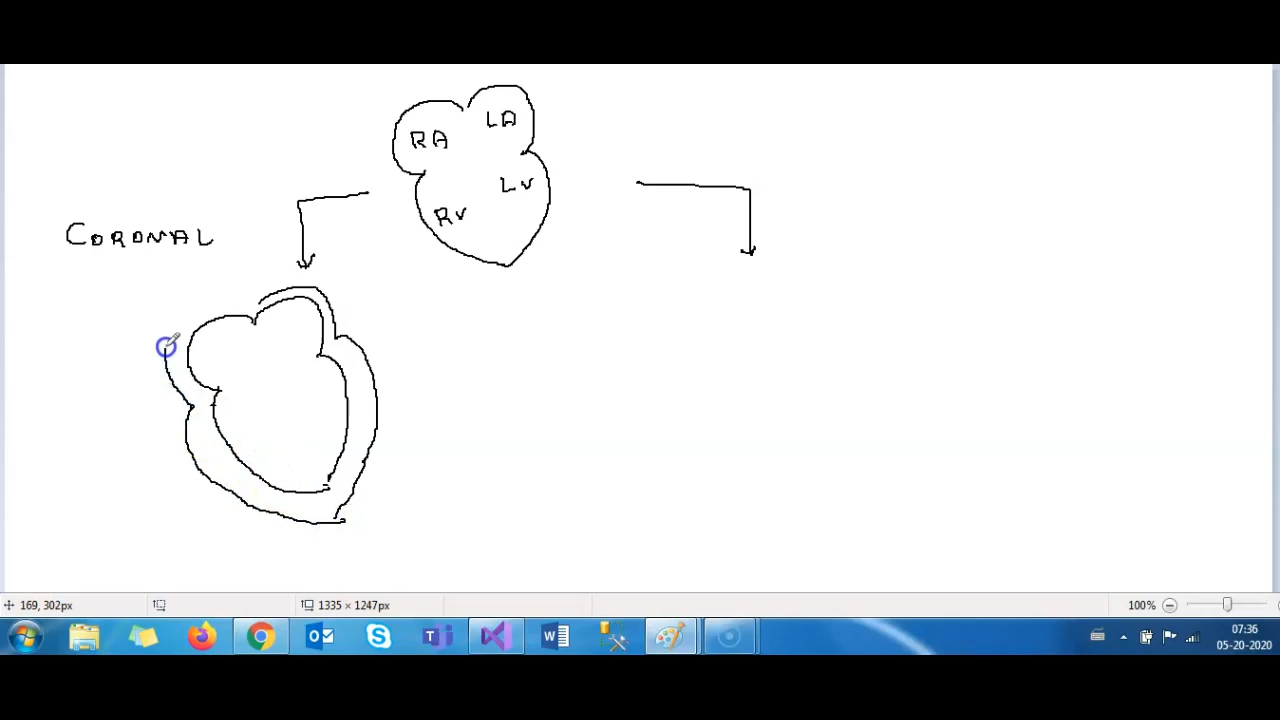 LA
RA
LV
RV
CORONAL
169, 302px
1335 × 1247px
100%
07:36
05-20-2020